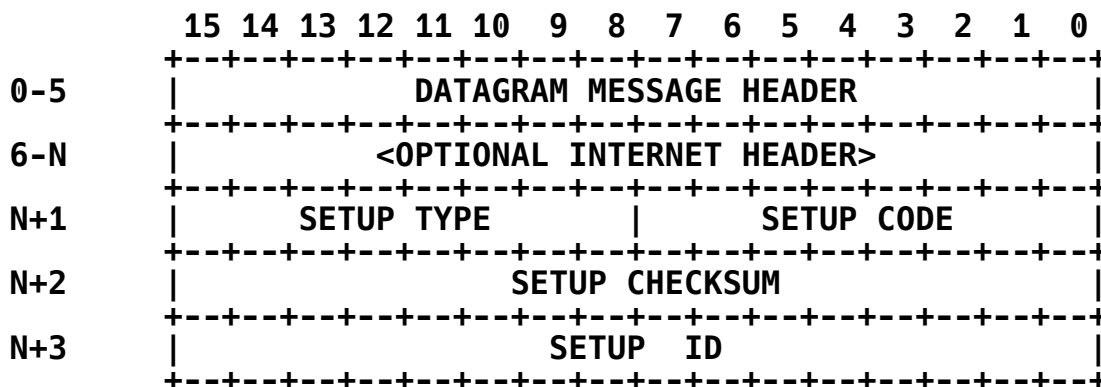 15 14 13 12 11 10  9  8  7  6  5  4  3  2  1  0
        +--+--+--+--+--+--+--+--+--+--+--+--+--+--+--+--+
0-5     |            DATAGRAM MESSAGE HEADER            |
        +--+--+--+--+--+--+--+--+--+--+--+--+--+--+--+--+
6-N     |          <OPTIONAL INTERNET HEADER>           |
        +--+--+--+--+--+--+--+--+--+--+--+--+--+--+--+--+
N+1     |      SETUP TYPE       |      SETUP CODE       |
        +--+--+--+--+--+--+--+--+--+--+--+--+--+--+--+--+
N+2     |                 SETUP CHECKSUM                |
        +--+--+--+--+--+--+--+--+--+--+--+--+--+--+--+--+
N+3     |                   SETUP  ID                   |
        +--+--+--+--+--+--+--+--+--+--+--+--+--+--+--+--+